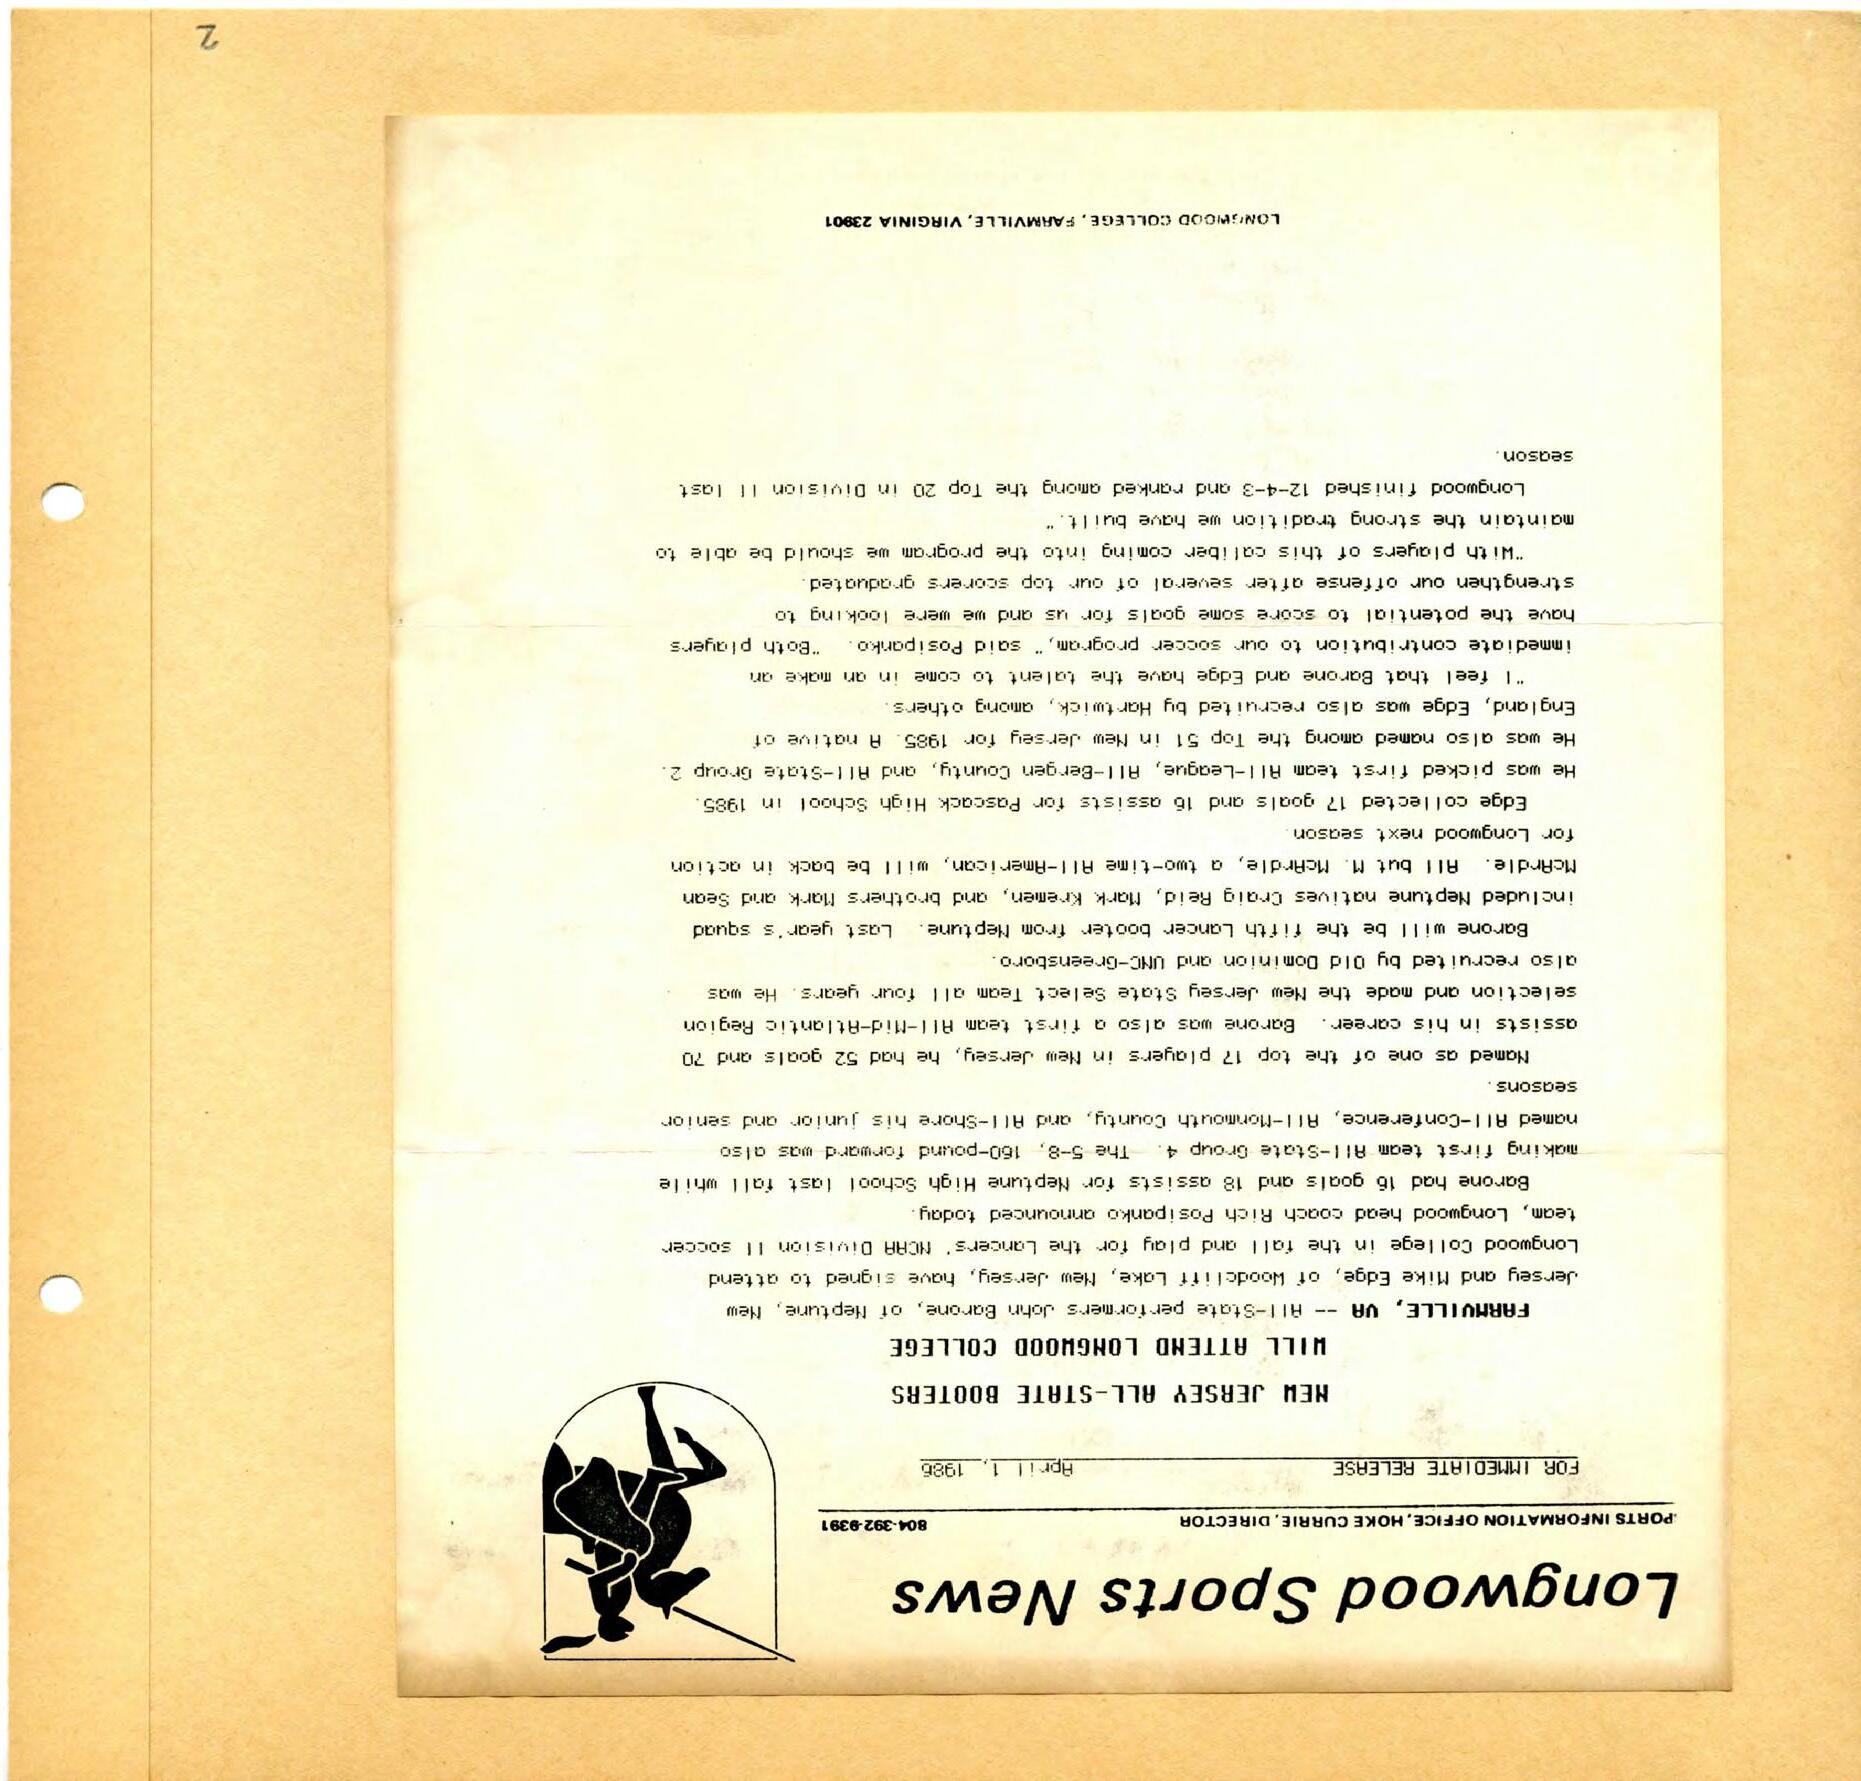 Longwood Sports News
PORTS INFORMATION OFFICE, HOKE CURRIE, DIRECTOR 804-392-9391
FOR IMMEDIATE RELEASE April 1, 1986
NEW JERSEY ALL-STATE BOOTERS
WILL ATTEND LONGWOOD COLLEGE
FARMVILLE, VA -- All-State performers John Barone, of Neptune, New
Jersey and Mike Edge, of Woodcliff Lake, New Jersey, have signed to attend
Longwood College in the fall and play for the Lancers' NCAA Division II soccer
team, Longwood head coach Rich Posipanko announced today.
Barone had 16 goals and 18 assists for Neptune High School last fall while
making first team All-State Group 4. The 5-8, 160-pound forward was also
named All-Conference, All-Monmouth County, and All-Shore his junior and senior
seasons.
Named as one of the top 17 players in New Jersey, he had 52 goals and 70
assists in his career. Barone was also a first team All-Mid-Atlantic Region
selection and made the New Jersey State Select Team all four years. He was
also recruited by Old Dominion and UNC-Greensboro.
Barone will be the fifth Lancer booter from Neptune. Last year's squad
included Neptune natives Craig Reid, Mark Kremen, and brothers Mark and Sean
McArdle. All but M. McArdle, a two-time All-American, will be back in action
for Longwood next season.
Edge collected 17 goals and 16 assists for Pascack High School in 1985.
He was picked first team All-League, All-Bergen County, and All-State Group 2.
He was also named among the Top 51 in New Jersey for 1985. A native of
England, Edge was also recruited by Hartwick, among others.
"I feel that Barone and Edge have the talent to come in an make an
immediate contribution to our soccer program," said Posipanko. "Both players
have the potential to score some goals for us and we were looking to
strengthen our offense after several of our top scorers graduated.
"With players of this caliber coming into the program we should be able to
maintain the strong tradition we have built."
Longwood finished 12-4-3 and ranked among the Top 20 in Division II last
season.
LONGWOOD COLLEGE, FARMVILLE, VIRGINIA 23901
2